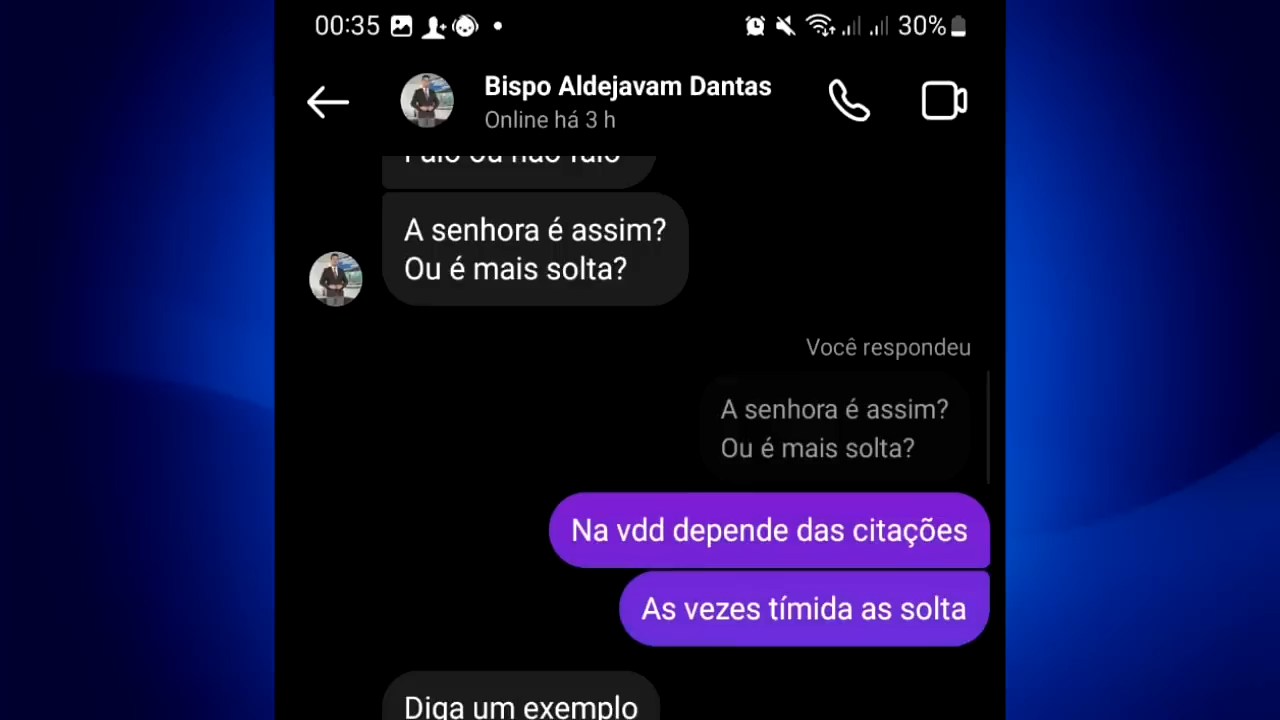 00:35
30%
Bispo Aldejavam Dantas
Online há 3 h
Falo ou não falo
A senhora é assim?
Ou é mais solta?
Você respondeu
A senhora é assim?
Ou é mais solta?
Na vdd depende das citações
As vezes tímida as solta
Diga um exemplo